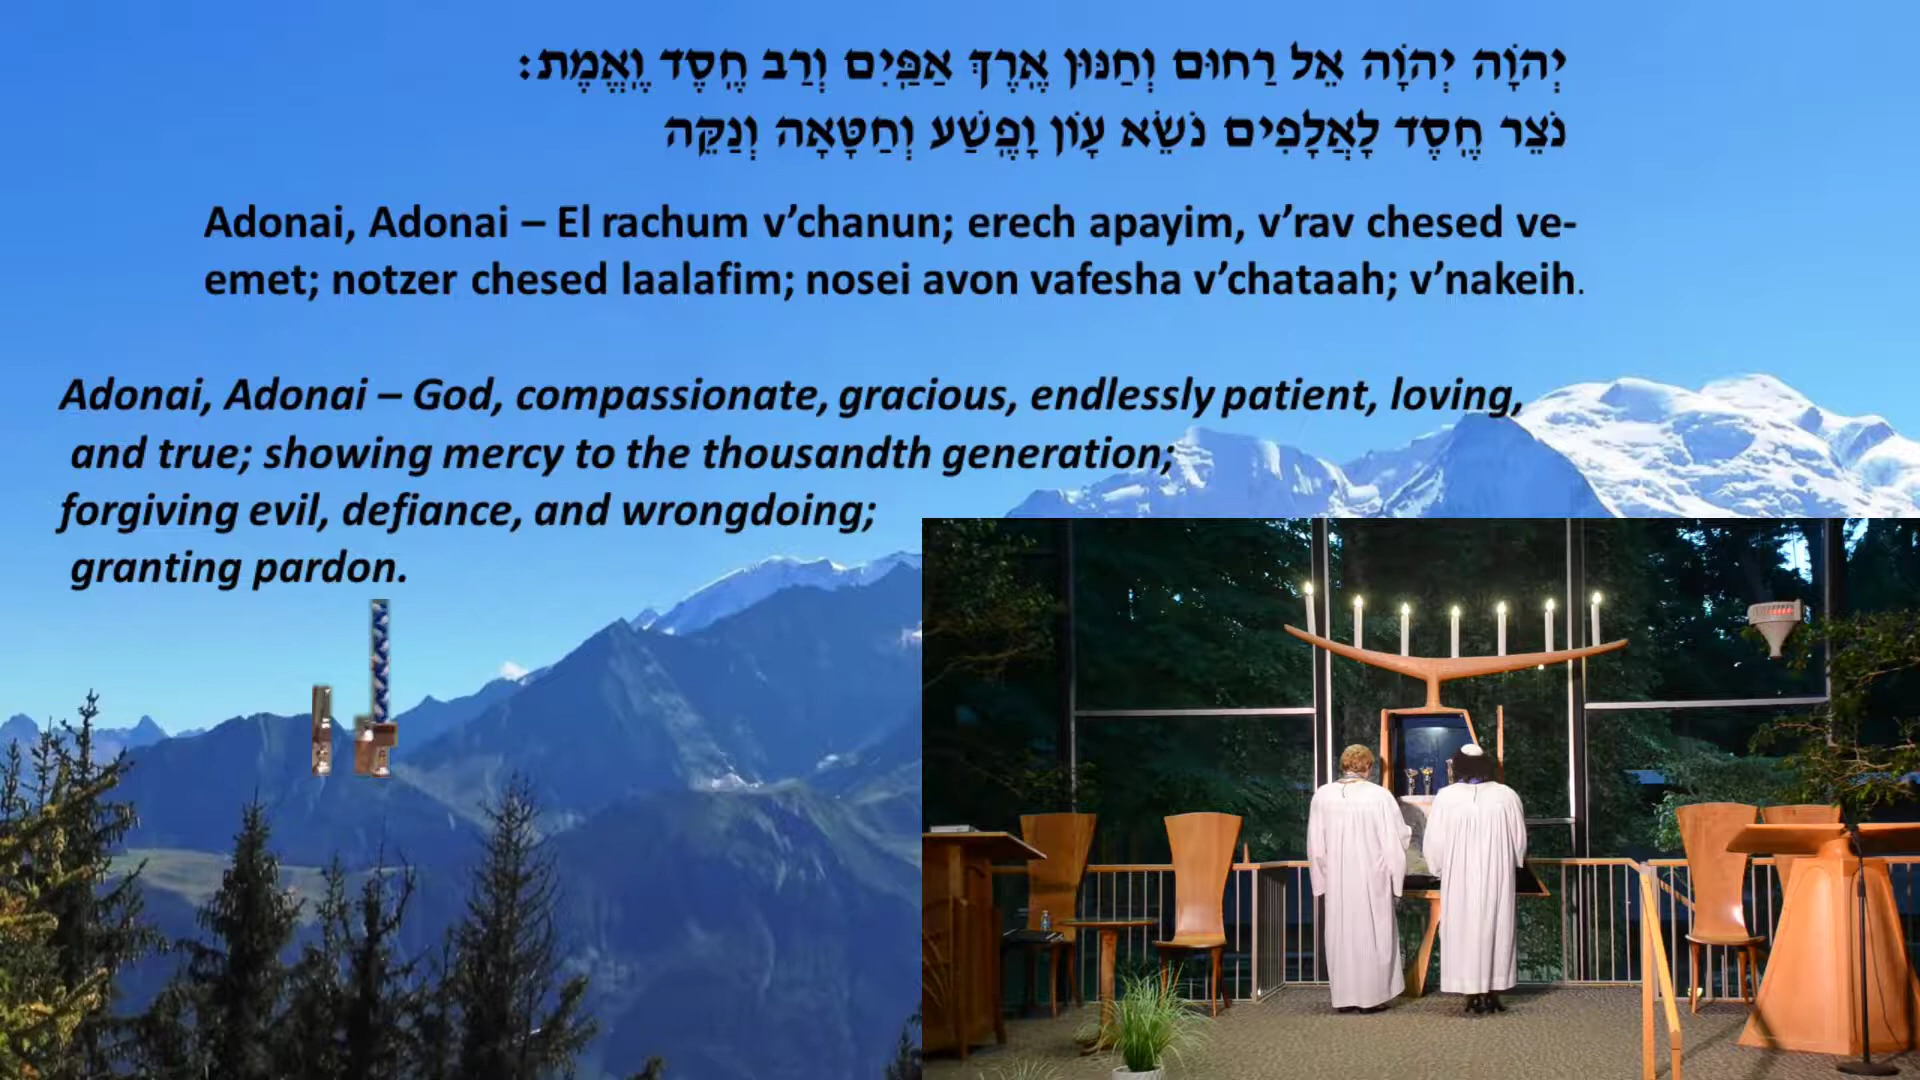 יְהֹוָה יְהֹוָה אֵל רַחוּם וְחַנּוּן אֶרֶךְ אַפַּיִם וְרַב חֶסֶד וֶאֱמֶת׃
נֹצֵר חֶסֶד לָאֲלָפִים נֹשֵׂא עָוֹן וָפֶשַׁע וְחַטָּאָה וְנַקֵּה
Adonai, Adonai – El rachum v’chanun; erech apayim, v’rav chesed ve-
emet; notzer chesed laalafim; nosei avon vafesha v’chataah; v’nakeih.
Adonai, Adonai – God, compassionate, gracious, endlessly patient, loving,
and true; showing mercy to the thousandth generation;
forgiving evil, defiance, and wrongdoing;
granting pardon.